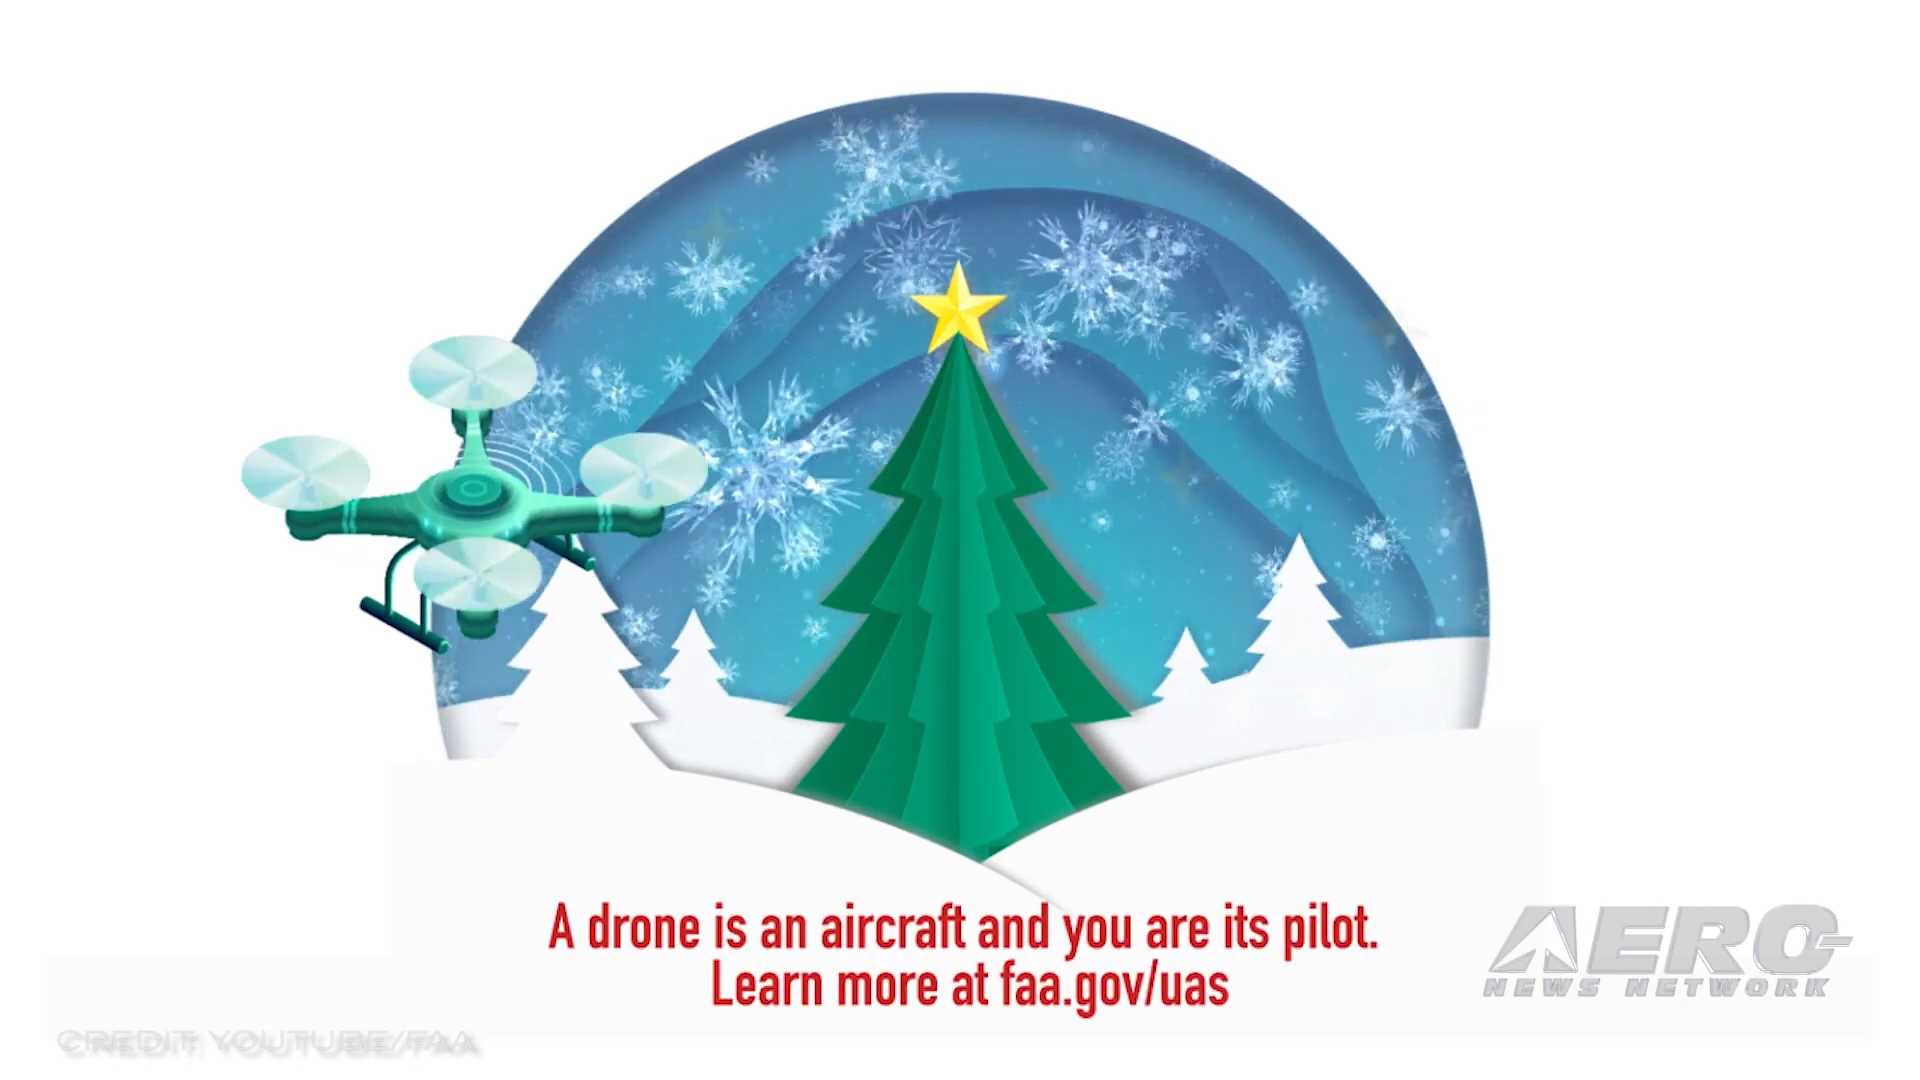 A drone is an aircraft and you are its pilot.
Learn more at faa.gov/uas
AERO
NEWS NETWORK
CREDIT: YOUTUBE/FAA